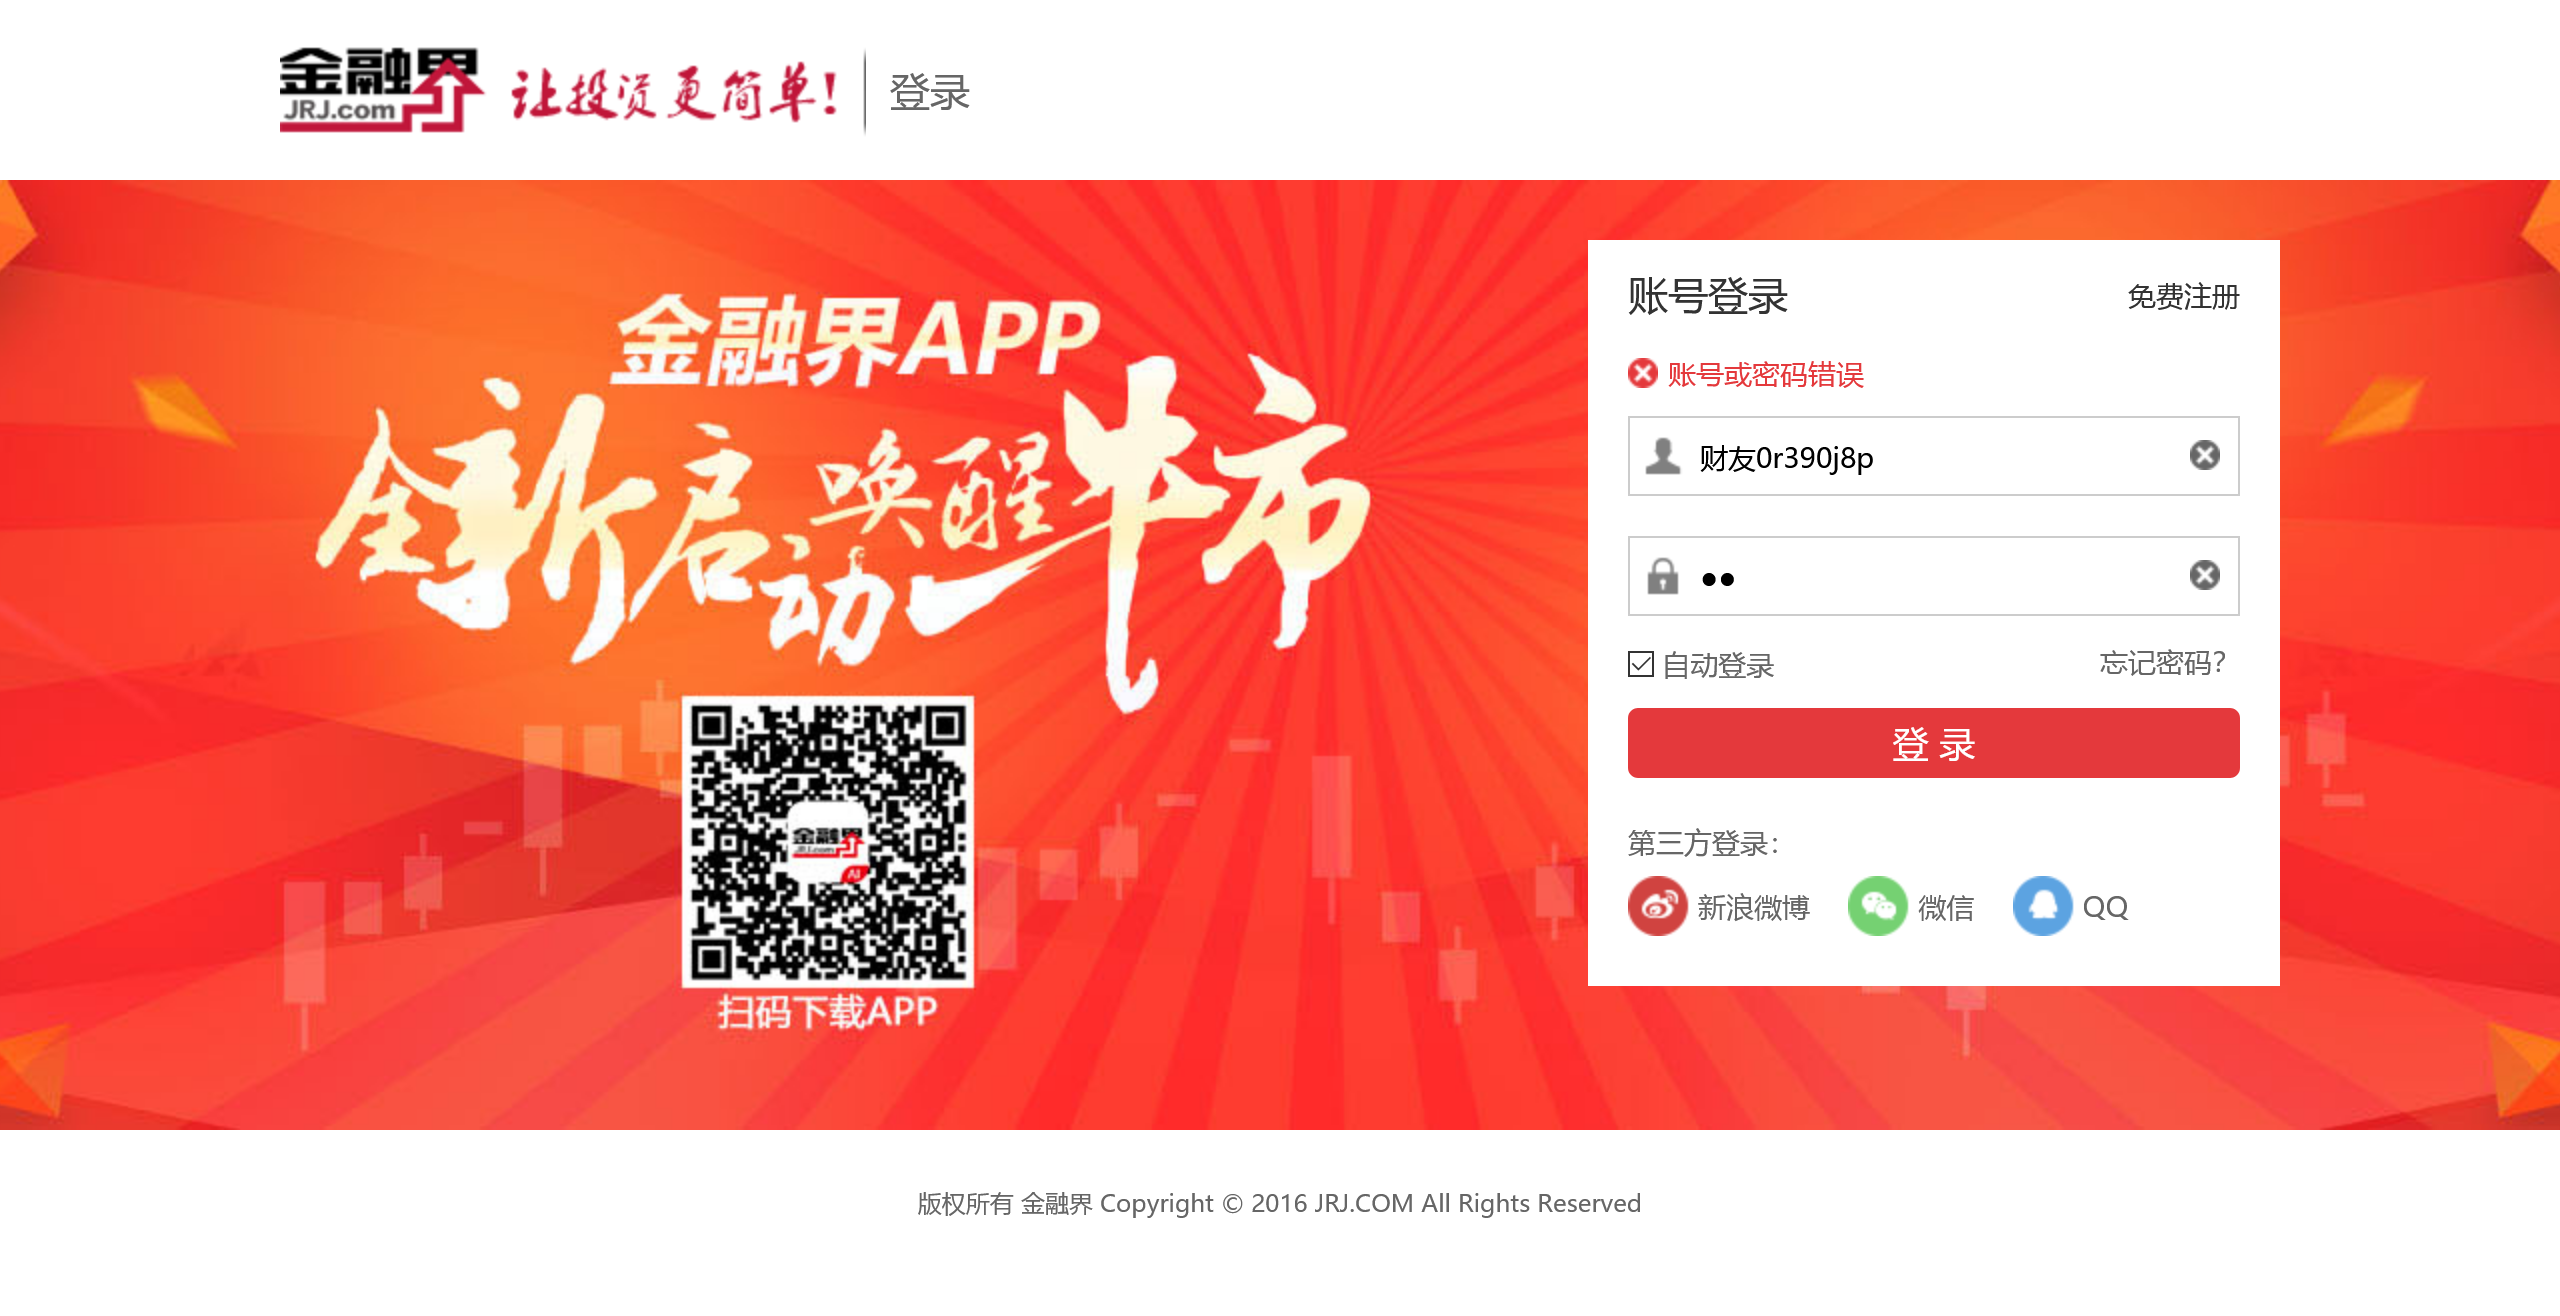 金融界
JRJ.com
让投资更简单!
登录
金融界APP
全新启动 唤醒牛市
金融界
JRJ.com
AI
扫码下载APP
账号登录
免费注册
账号或密码错误
财友0r390j8p
自动登录
忘记密码?
登 录
第三方登录:
新浪微博
微信
QQ
版权所有 金融界 Copyright © 2016 JRJ.COM All Rights Reserved